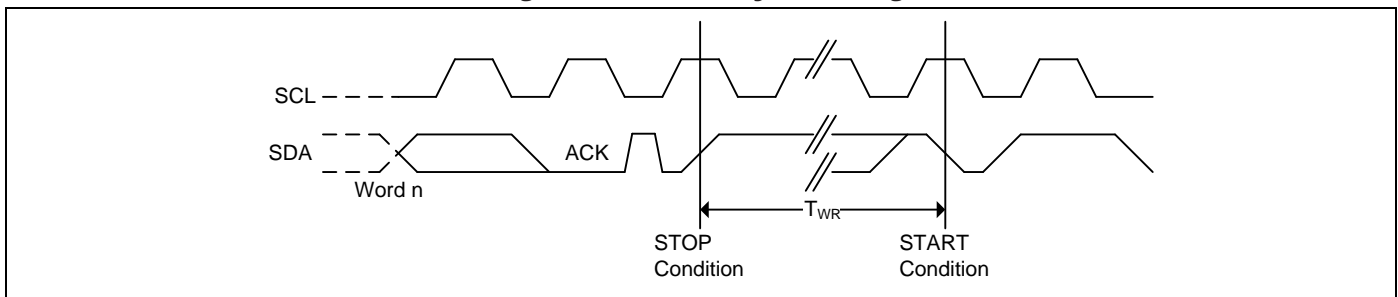 SCL
SDA
ACK
Word n
TWR
STOP
Condition
START
Condition